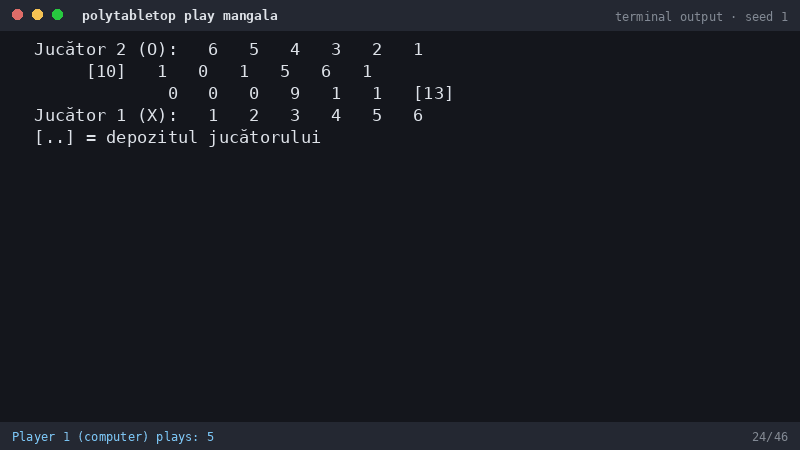 polytabletop play mangala
terminal output · seed 1
Jucător 2 (O): 6 5 4 3 2 1
[10] 1 0 1 5 6 1
0 0 0 9 1 1 [13]
Jucător 1 (X): 1 2 3 4 5 6
[..] = depozitul jucătorului
Player 1 (computer) plays: 5
24/46